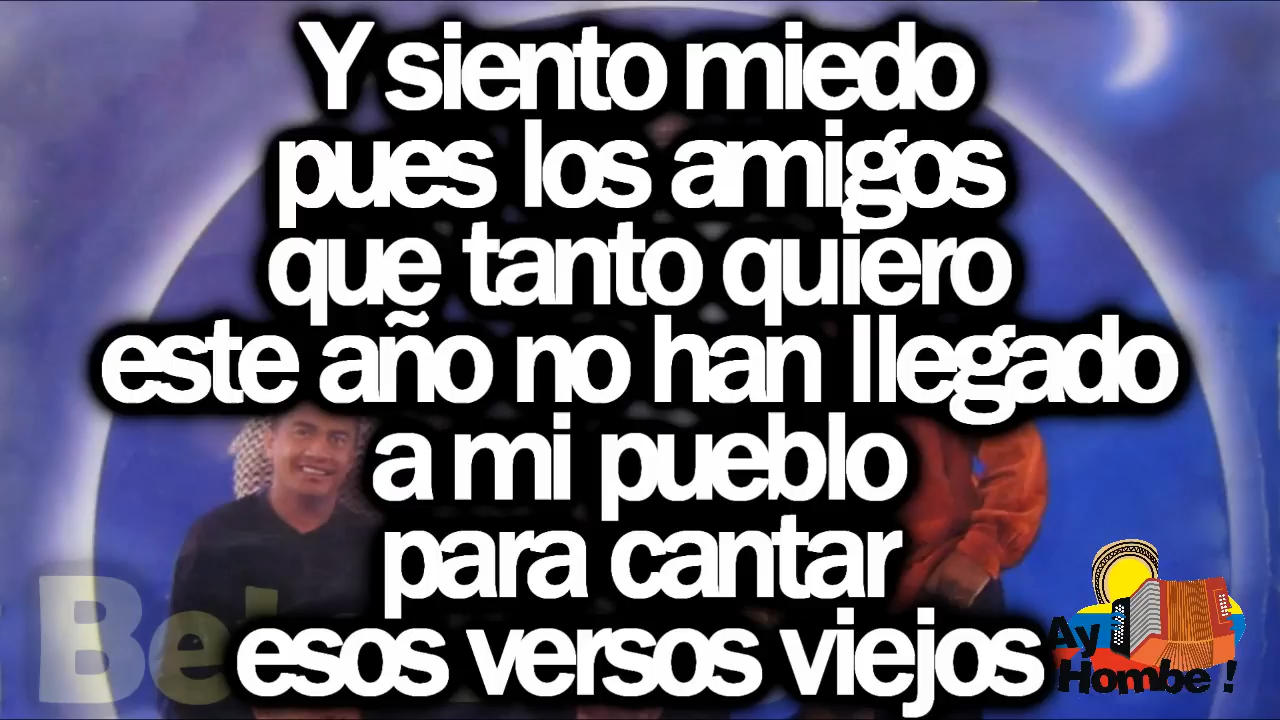 Y siento miedo
pues los amigos
que tanto quiero
este año no han llegado
a mi pueblo
para cantar
esos versos viejos
Be
Ay
Hombe !